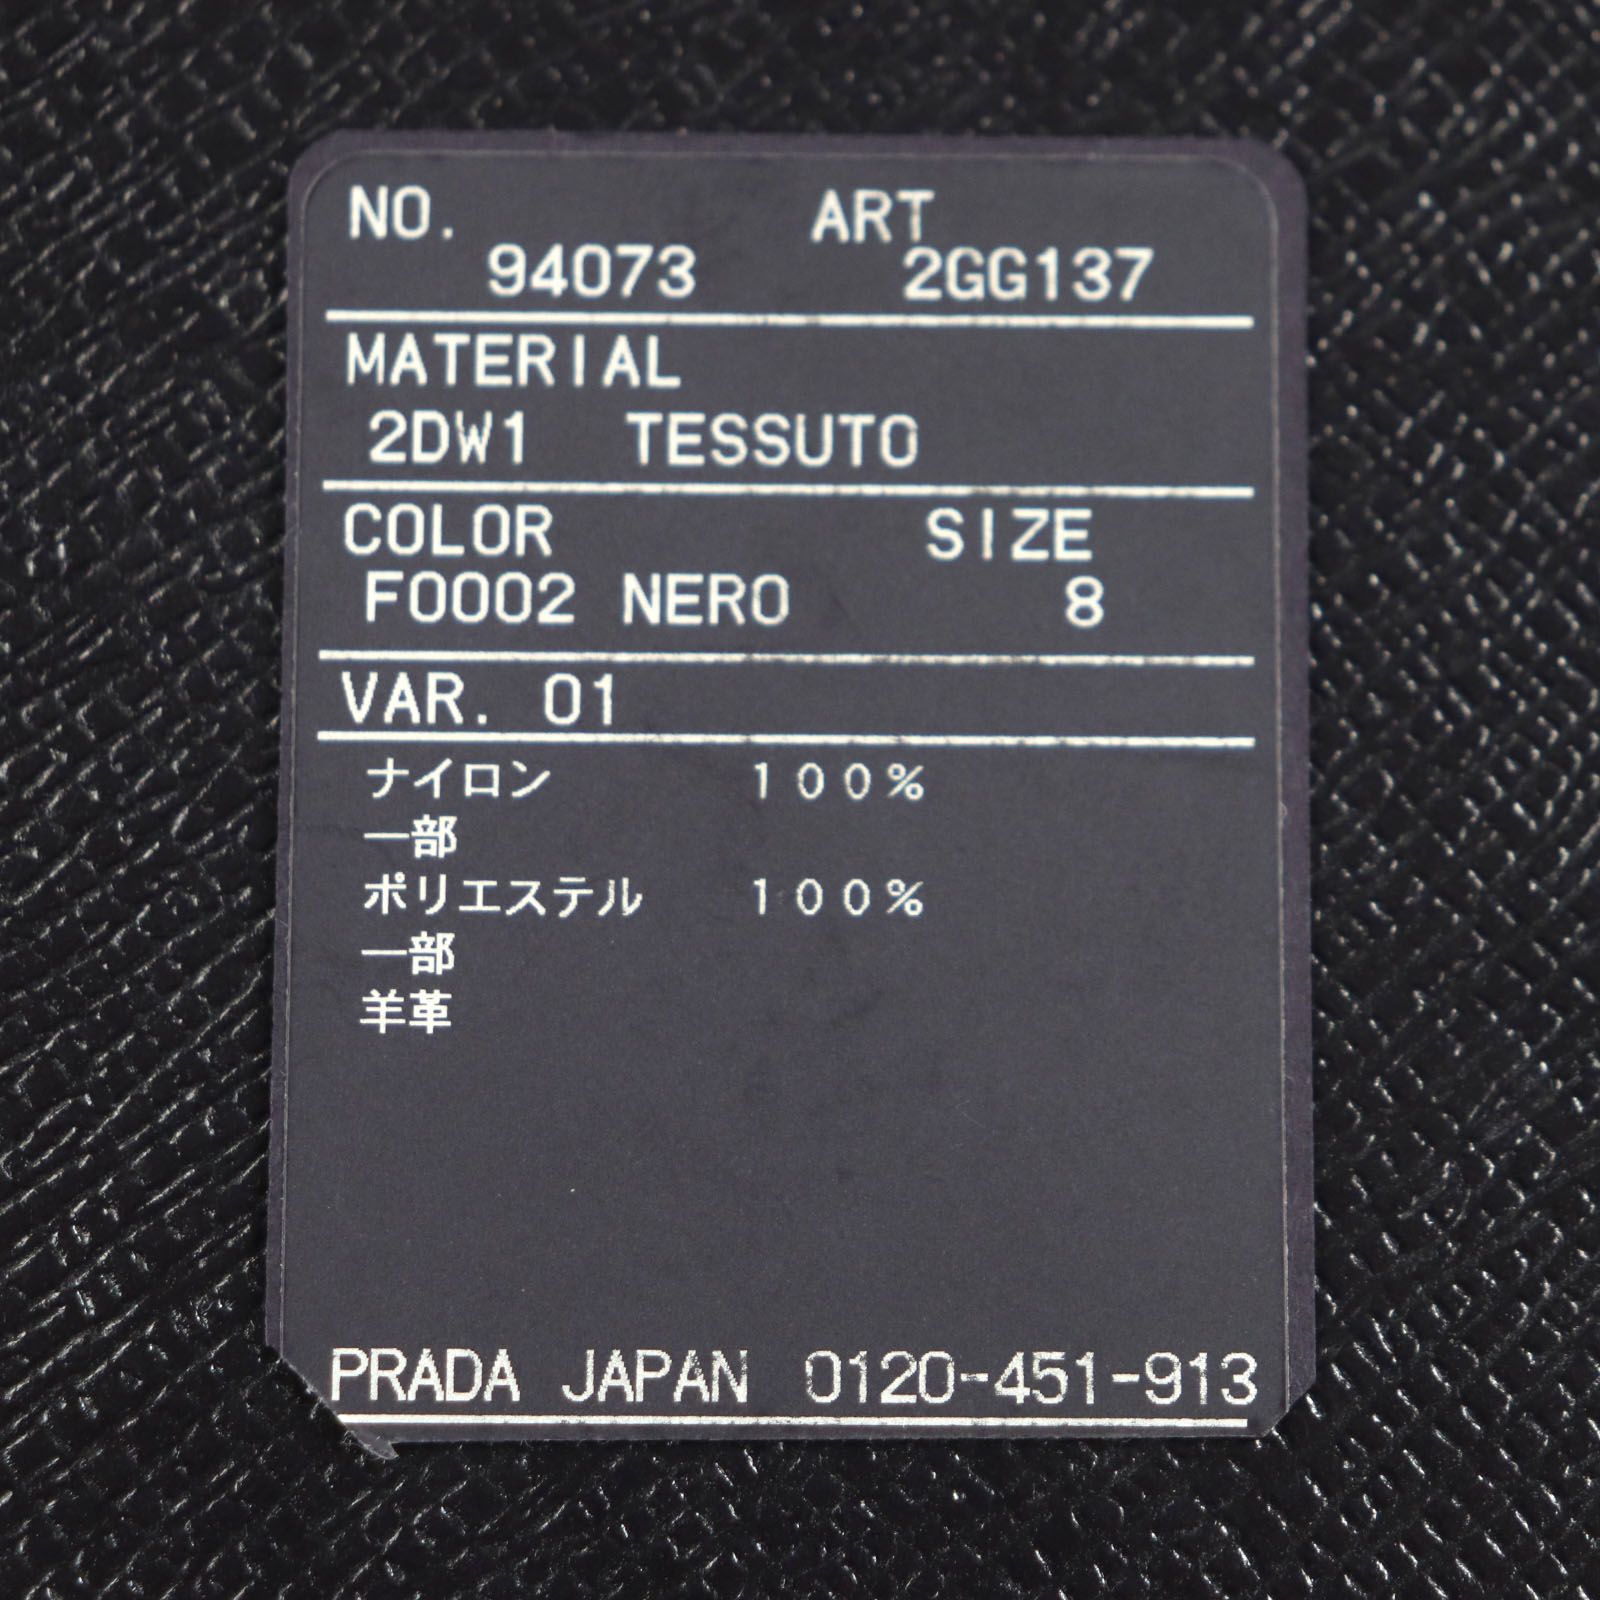 NO. ART
94073 2GG137
MATERIAL
2DW1 TESSUTO
COLOR SIZE
F0002 NERO 8
VAR. 01
ナイロン 100%
一部
ポリエステル 100%
一部
羊革
PRADA JAPAN 0120-451-913